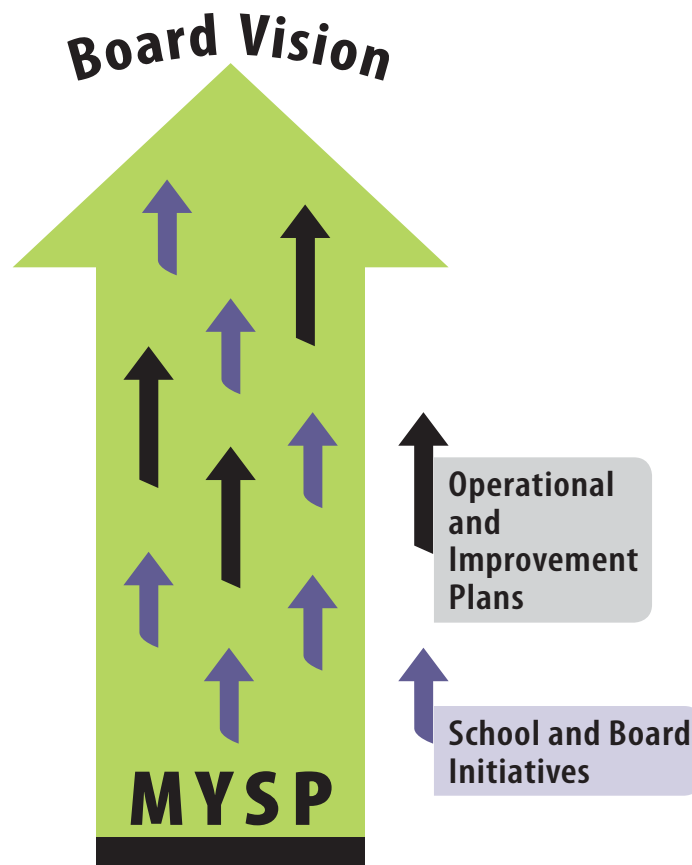 Board Vision
Operational
and
Improvement
Plans
School and Board
Initiatives
MYSP